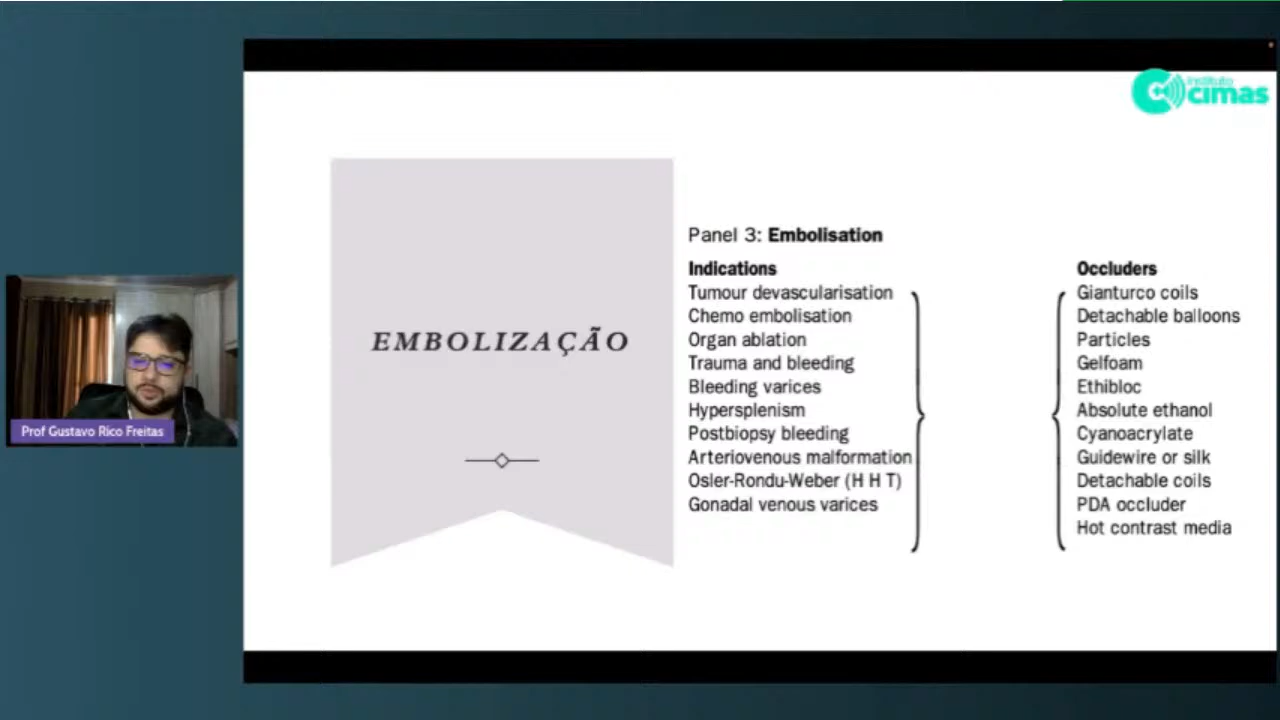 instituto
cimas
EMBOLIZAÇÃO
Panel 3: Embolisation
Indications
Tumour devascularisation
Chemo embolisation
Organ ablation
Trauma and bleeding
Bleeding varices
Hypersplenism
Postbiopsy bleeding
Arteriovenous malformation
Osler-Rondu-Weber (H H T)
Gonadal venous varices
Occluders
Gianturco coils
Detachable balloons
Particles
Gelfoam
Ethibloc
Absolute ethanol
Cyanoacrylate
Guidewire or silk
Detachable coils
PDA occluder
Hot contrast media
Prof Gustavo Rico Freitas